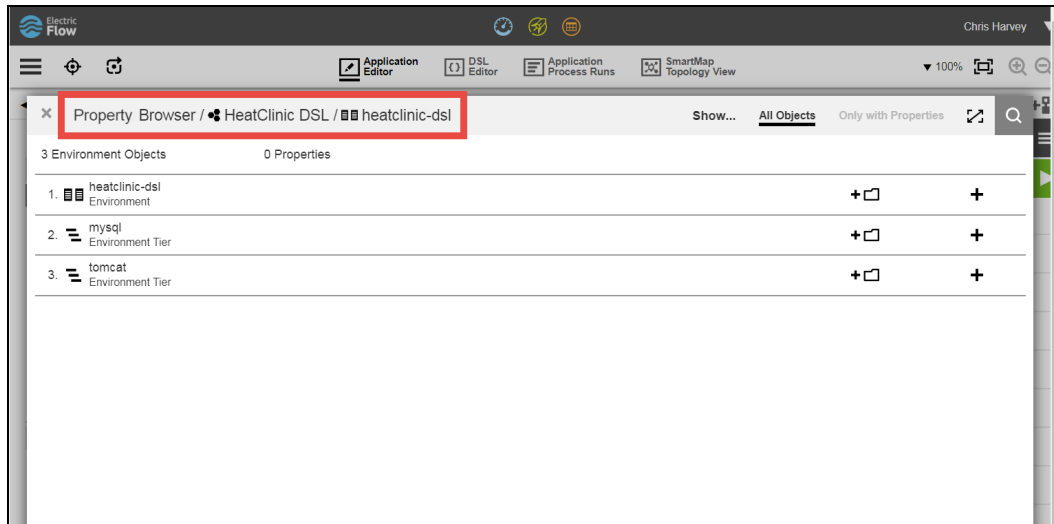 Electric
Flow
Chris Harvey
Application
Editor
DSL
Editor
Application
Process Runs
SmartMap
Topology View
100%
Property Browser / HeatClinic DSL / heatclinic-dsl
Show...
All Objects
Only with Properties
3 Environment Objects
0 Properties
1. heatclinic-dsl
Environment
2. mysql
Environment Tier
3. tomcat
Environment Tier